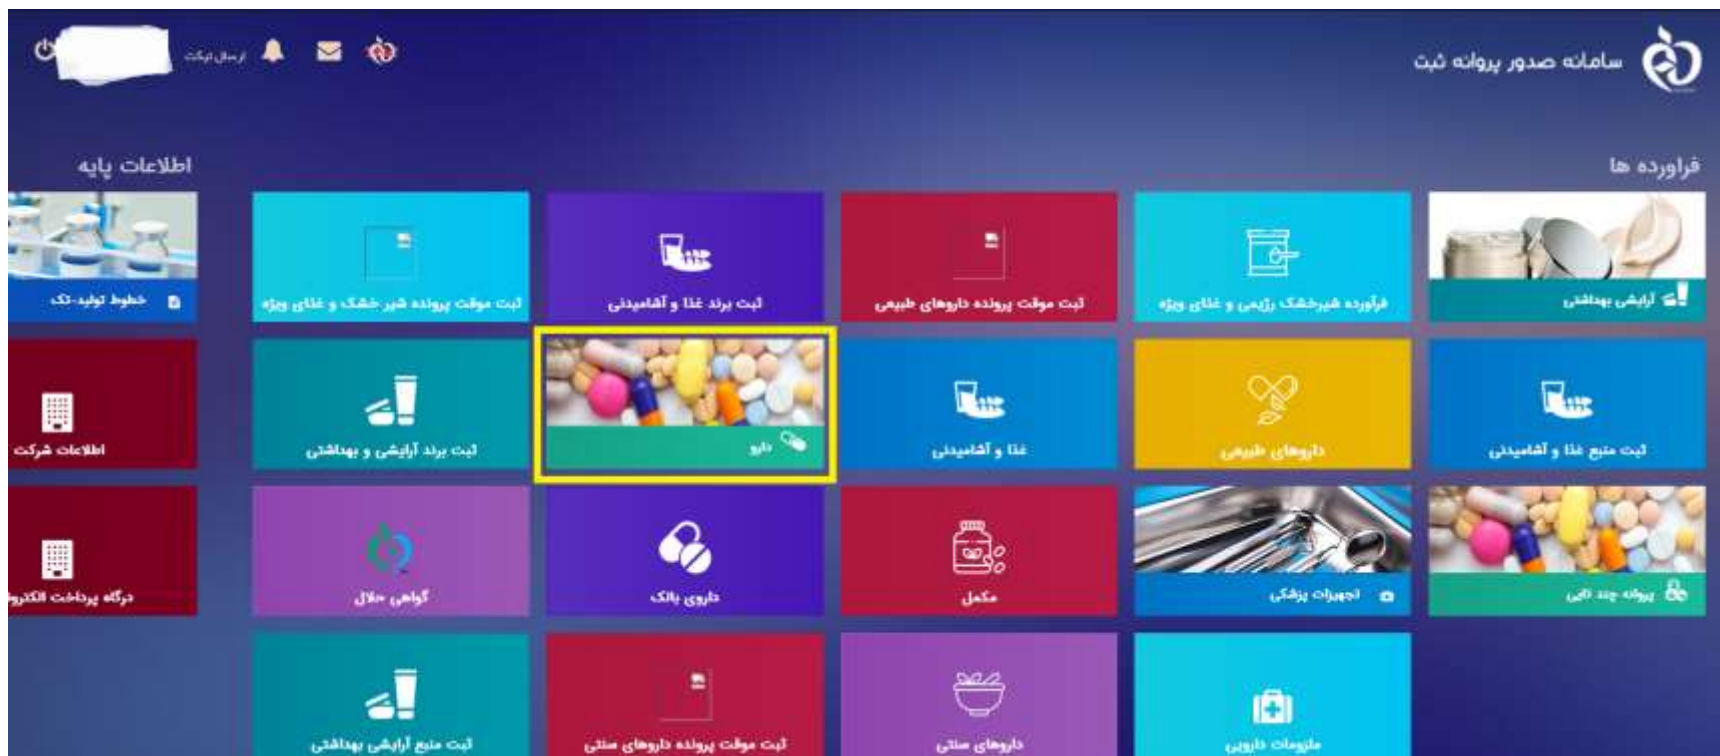 سامانه صدور پروانه ثبت
ارسال تیکت
فراورده ها
اطلاعات پایه
آرایشی بهداشتی
فرآورده شیرخشک رژیمی و غذای ویژه
ثبت موقت پرونده داروهای طبیعی
ثبت برند غذا و آشامیدنی
ثبت موقت پرونده شیر خشک و غذای ویژه
خطوط تولید-تک
ثبت منبع غذا و آشامیدنی
داروهای طبیعی
غذا و آشامیدنی
دارو
ثبت برند آرایشی و بهداشتی
اطلاعات شرکت
پروانه چند تایی
تجهیزات پزشکی
مکمل
داروی بالک
گواهی حلال
درگاه پرداخت الکترو
ملزومات دارویی
داروهای سنتی
ثبت موقت پرونده داروهای سنتی
ثبت منبع آرایشی بهداشتی